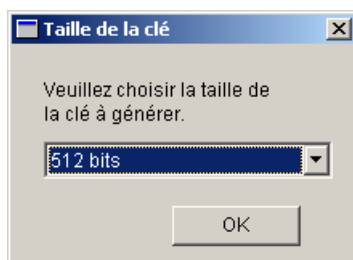 Taille de la clé
Veuillez choisir la taille de
la clé à générer.
512 bits
OK